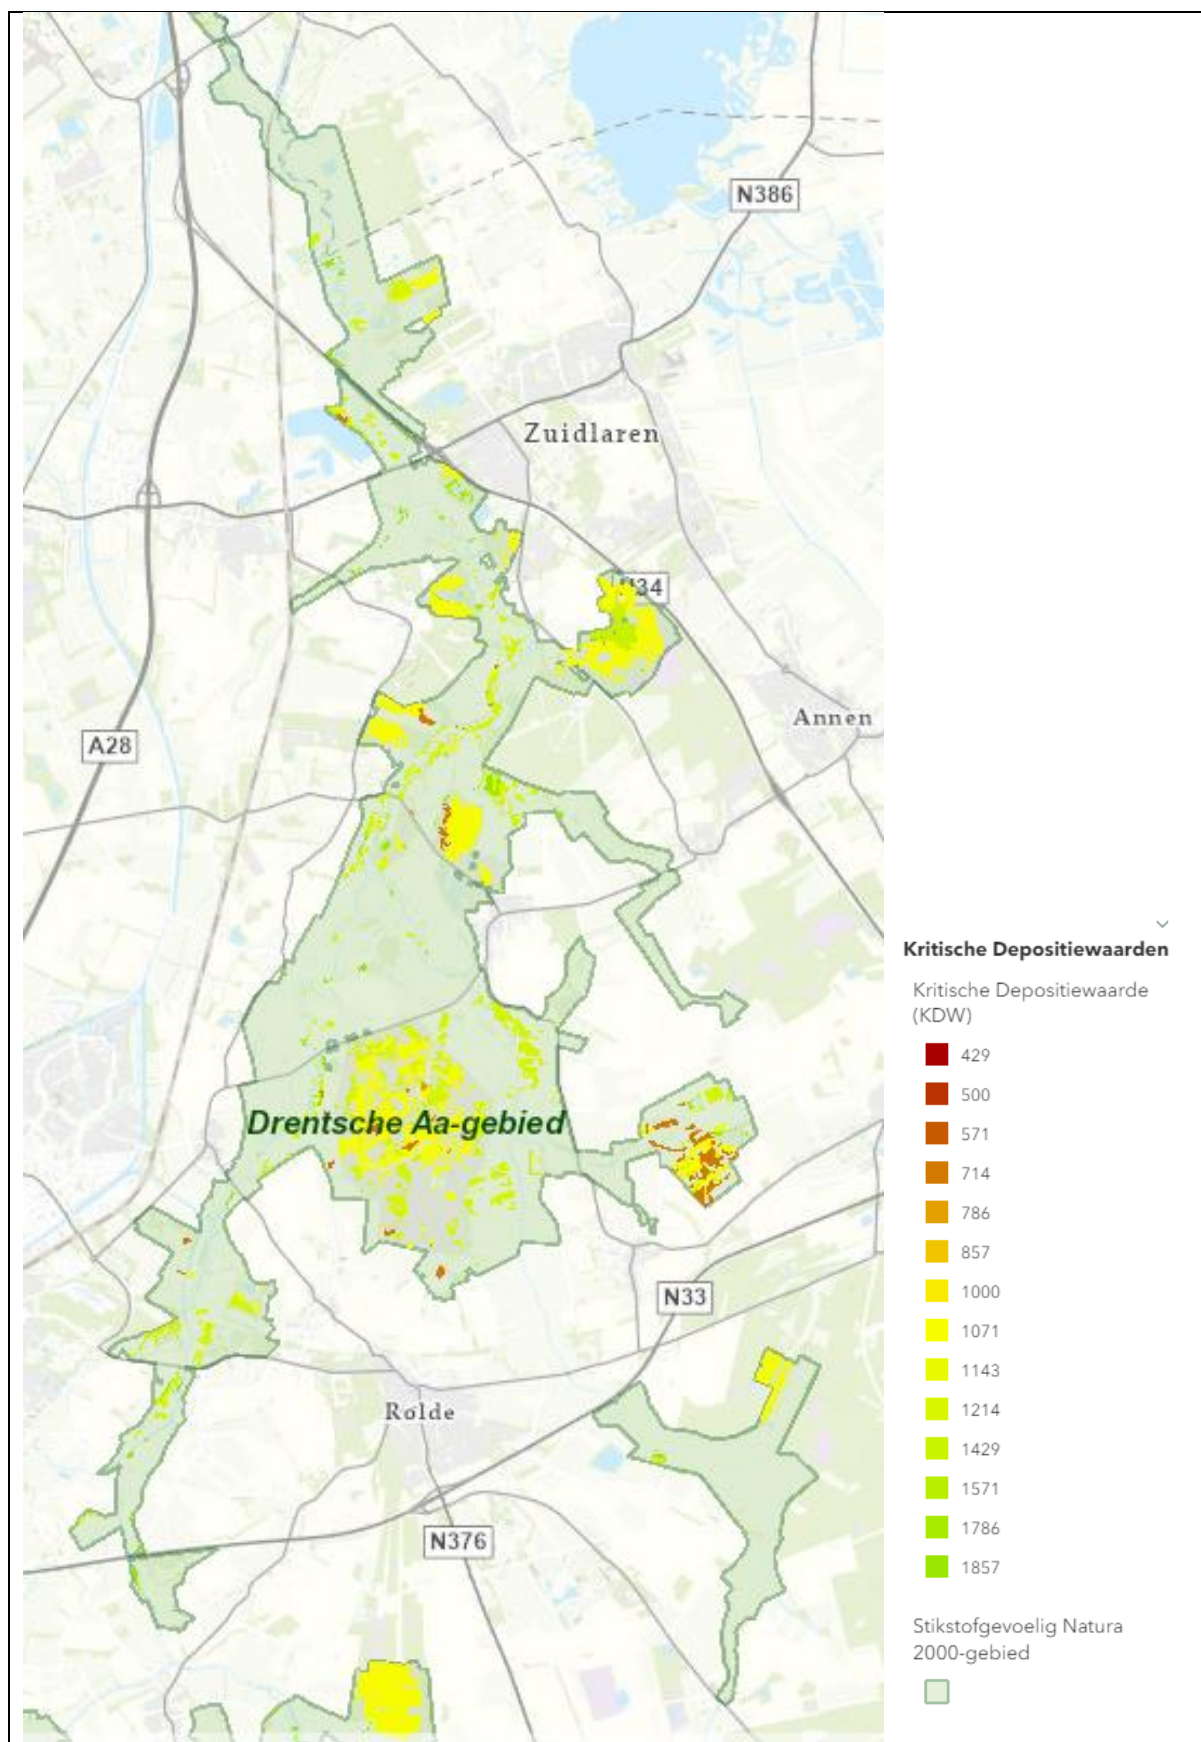 N386
Zuidlaren
34
Annen
A28
Drentsche Aa-gebied
N33
Rolde
N376
Kritische Depositiewaarden
Kritische Depositiewaarde
(KDW)
429
500
571
714
786
857
1000
1071
1143
1214
1429
1571
1786
1857
Stikstofgevoelig Natura
2000-gebied